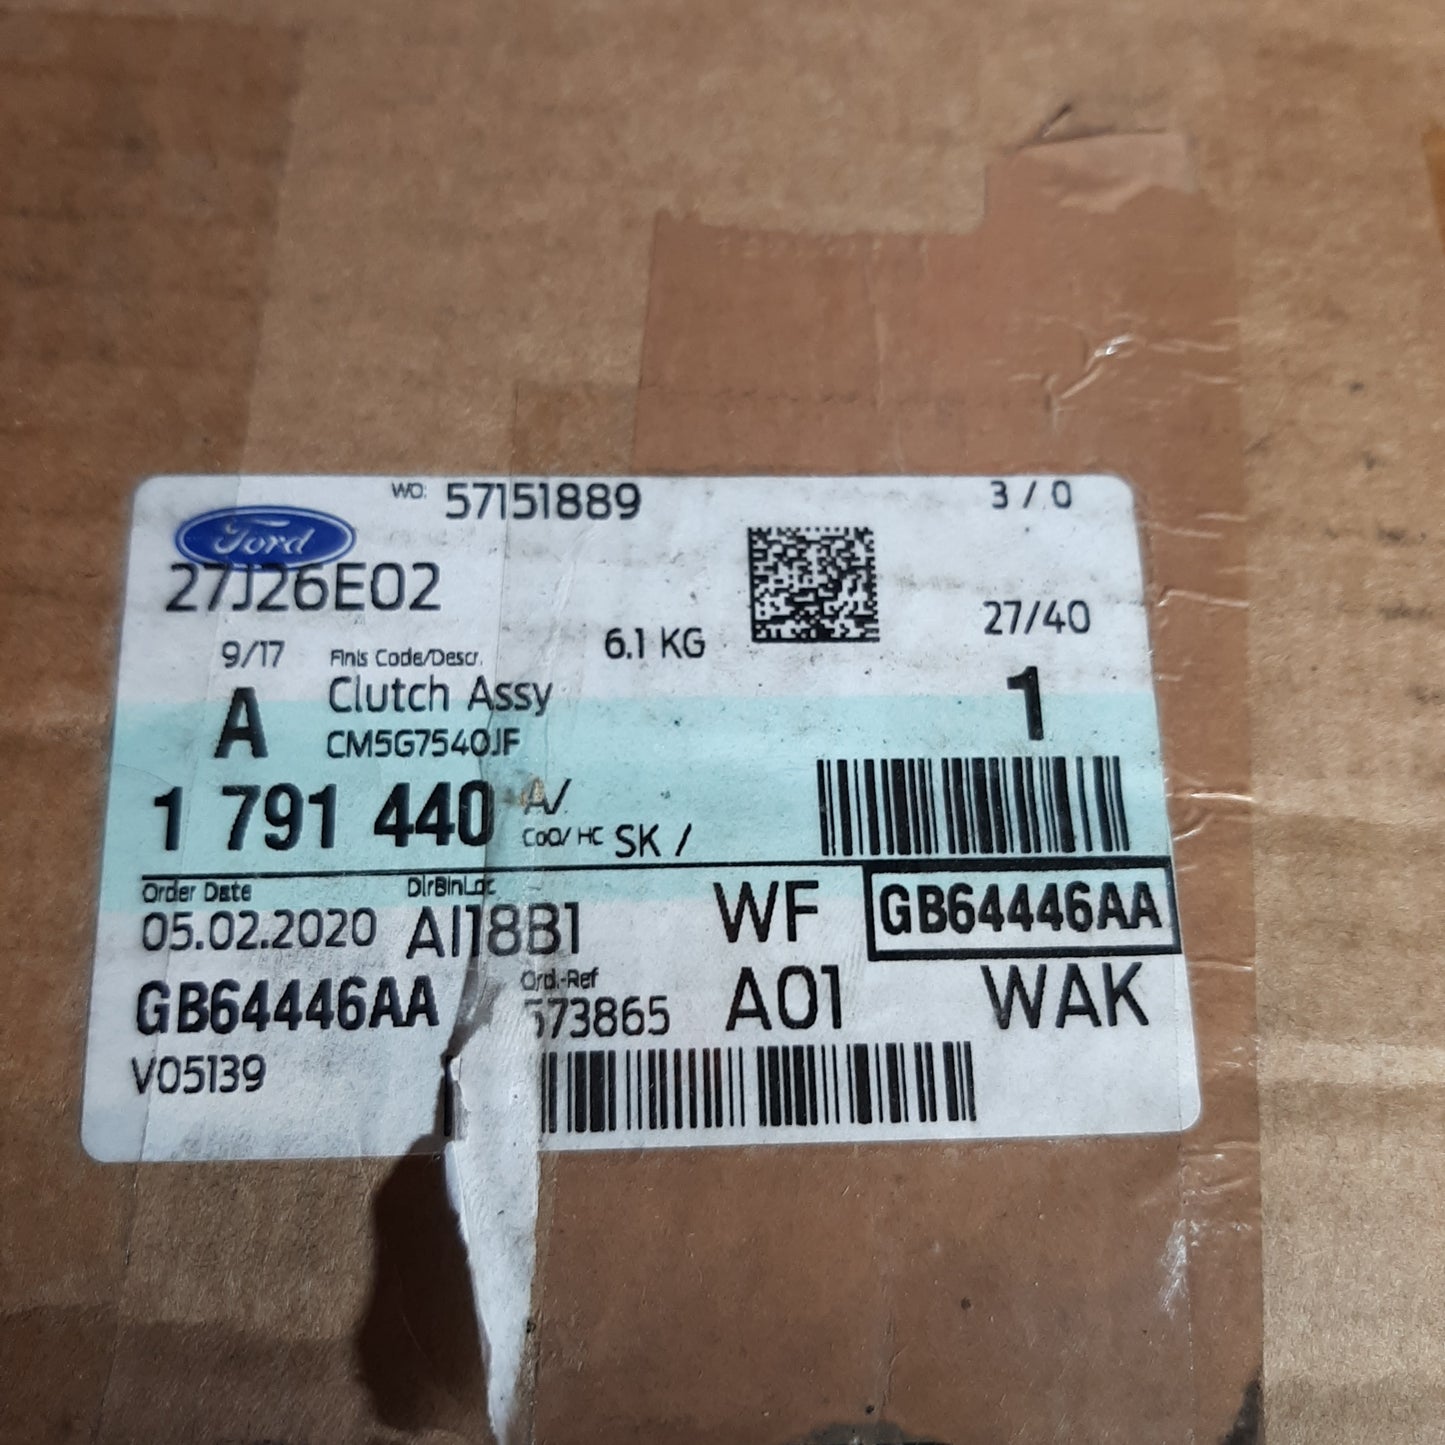 WO: 57151889 3 / 0
Ford
27J26E02
27/40
9/17 Finis Code/Descr. 6.1 KG
A Clutch Assy 1
CM5G7540JF
1 791 440 A/.
CoO/ HC SK /
Order Date DlrBinLoc
05.02.2020 AI18B1 WF GB64446AA
GB64446AA Ord.-Ref 573865 A01 WAK
V05139